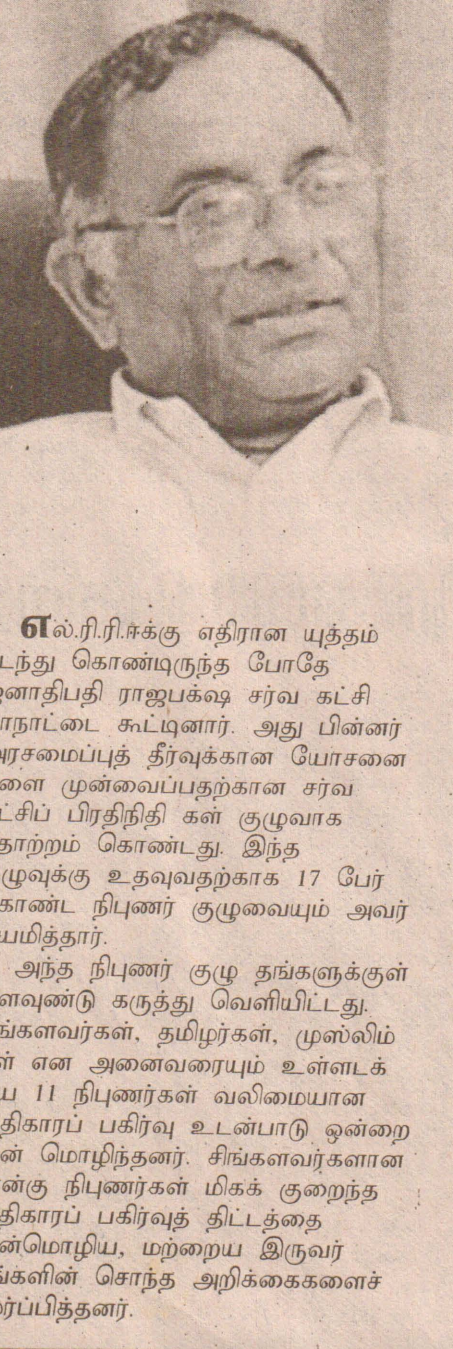 எல்.ரி.ரி.ஈக்கு எதிரான யுத்தம்
டந்து கொண்டிருந்த போதே
னாதிபதி ராஜபக்ஷ சர்வ கட்சி
ாநாட்டை கூட்டினார். அது பின்னர்
ரசமைப்புத் தீர்வுக்கான யோசனை
ளை முன்வைப்பதற்கான சர்வ
ட்சிப் பிரதிநிதி கள் குழுவாக
தாற்றம் கொண்டது. இந்த
ழுவுக்கு உதவுவதற்காக 17 பேர்
காண்ட நிபுணர் குழுவையும் அவர்
யமித்தார்.
அந்த நிபுணர் குழு தங்களுக்குள்
ளவுண்டு கருத்து வெளியிட்டது.
ங்களவர்கள், தமிழர்கள், முஸ்லிம்
ள் என அனைவரையும் உள்ளடக்
ய 11 நிபுணர்கள் வலிமையான
திகாரப் பகிர்வு உடன்பாடு ஒன்றை
ன் மொழிந்தனர். சிங்களவர்களான
ான்கு நிபுணர்கள் மிகக் குறைந்த
திகாரப் பகிர்வுத் திட்டத்தை
ன்மொழிய, மற்றைய இருவர்
ங்களின் சொந்த அறிக்கைகளைச்
ர்ப்பித்தனர்.